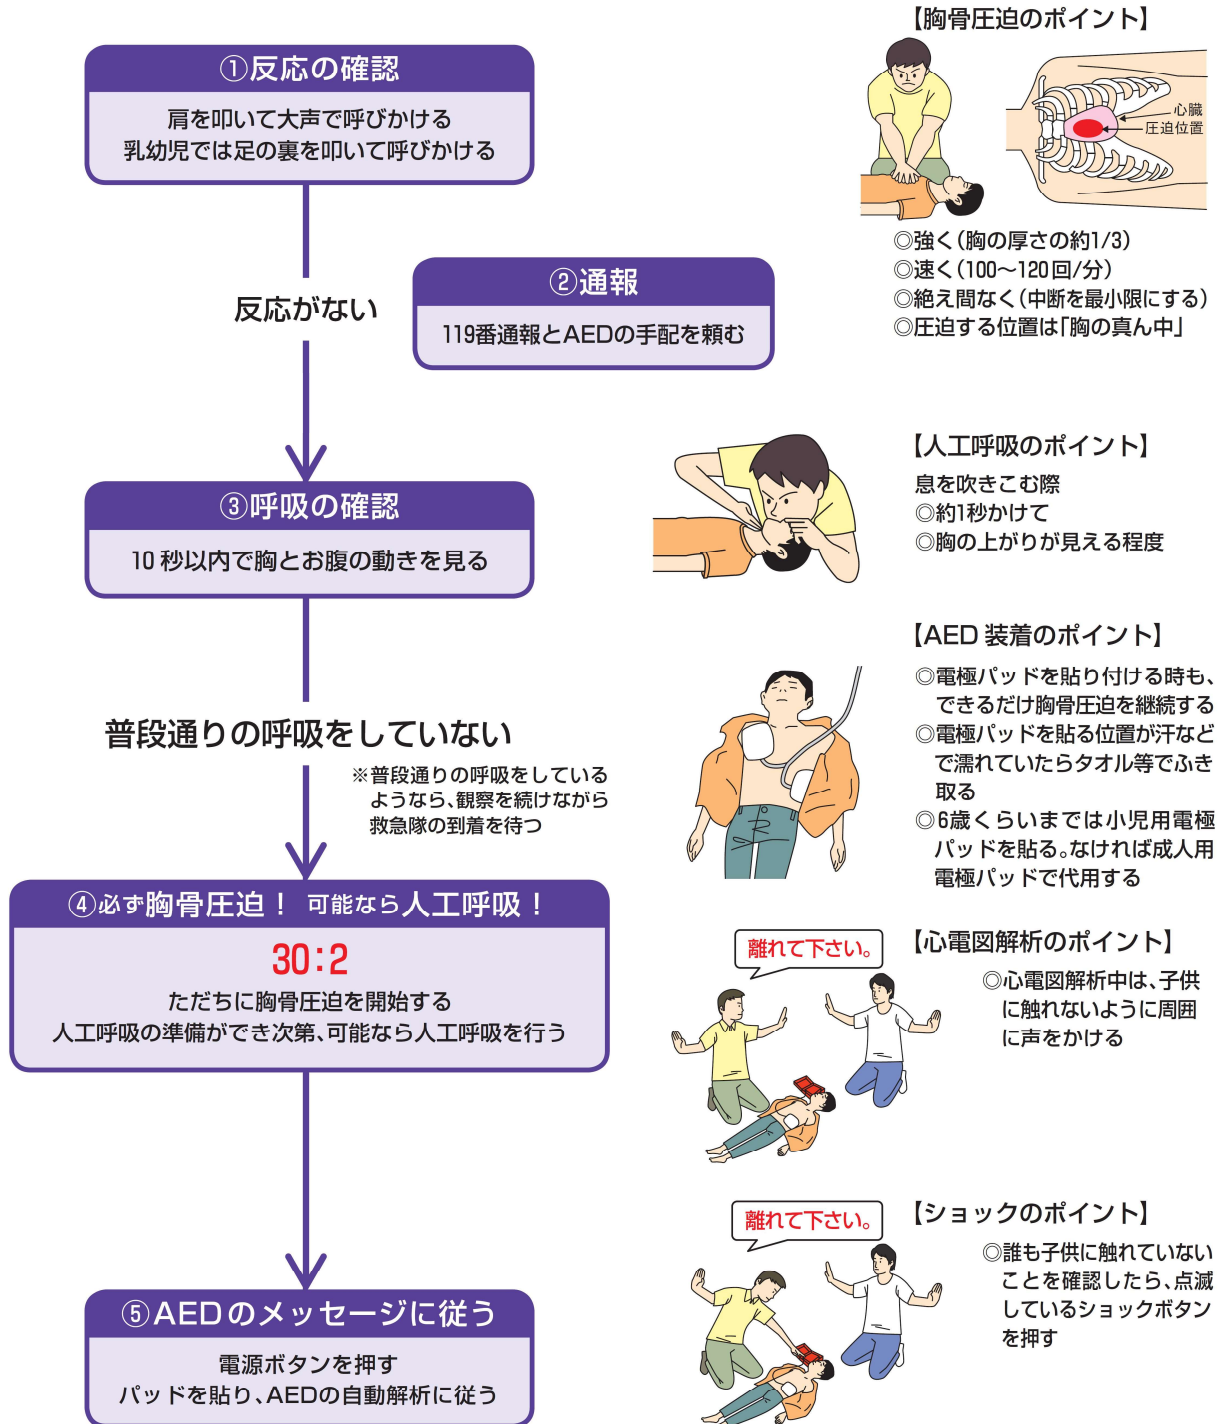 ①反応の確認
肩を叩いて大声で呼びかける
乳幼児では足の裏を叩いて呼びかける
反応がない
②通報
119番通報とAEDの手配を頼む
③呼吸の確認
10秒以内で胸とお腹の動きを見る
普段通りの呼吸をしていない
※普段通りの呼吸をしている
ようなら、観察を続けながら
救急隊の到着を待つ
④必ず胸骨圧迫！ 可能なら人工呼吸！
30：2
ただちに胸骨圧迫を開始する
人工呼吸の準備ができ次第、可能なら人工呼吸を行う
⑤AEDのメッセージに従う
電源ボタンを押す
パッドを貼り、AEDの自動解析に従う
【胸骨圧迫のポイント】
心臓
圧迫位置
◎強く（胸の厚さの約1/3）
◎速く（100〜120回/分）
◎絶え間なく（中断を最小限にする）
◎圧迫する位置は「胸の真ん中」
【人工呼吸のポイント】
息を吹きこむ際
◎約1秒かけて
◎胸の上がりが見える程度
【AED 装着のポイント】
◎電極パッドを貼り付ける時も、
できるだけ胸骨圧迫を継続する
◎電極パッドを貼る位置が汗など
で濡れていたらタオル等でふき
取る
◎6歳くらいまでは小児用電極
パッドを貼る。なければ成人用
電極パッドで代用する
離れて下さい。
【心電図解析のポイント】
◎心電図解析中は、子供
に触れないように周囲
に声をかける
離れて下さい。
【ショックのポイント】
◎誰も子供に触れていない
ことを確認したら、点滅
しているショックボタン
を押す